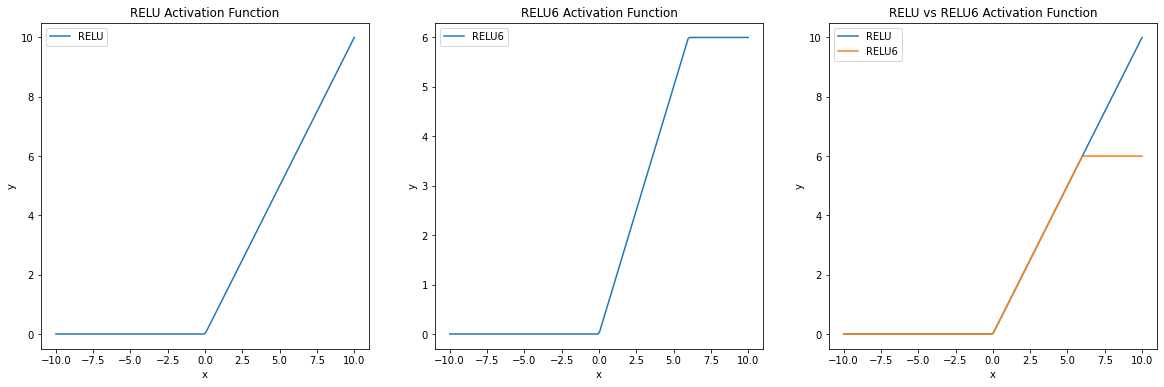 RELU Activation Function
RELU
10
8
6
4
2
0
y
−10.0 −7.5 −5.0 −2.5 0.0 2.5 5.0 7.5 10.0
x
RELU6 Activation Function
RELU6
6
5
4
3
2
1
0
y
−10.0 −7.5 −5.0 −2.5 0.0 2.5 5.0 7.5 10.0
x
RELU vs RELU6 Activation Function
RELU
RELU6
10
8
6
4
2
0
y
−10.0 −7.5 −5.0 −2.5 0.0 2.5 5.0 7.5 10.0
x